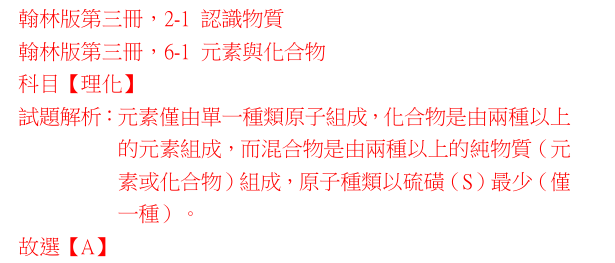 翰林版第三冊，2-1 認識物質
翰林版第三冊，6-1 元素與化合物
科目【理化】
試題解析：元素僅由單一種類原子組成，化合物是由兩種以上
的元素組成，而混合物是由兩種以上的純物質（元
素或化合物）組成，原子種類以硫磺（S）最少（僅
一種）。
故選【A】